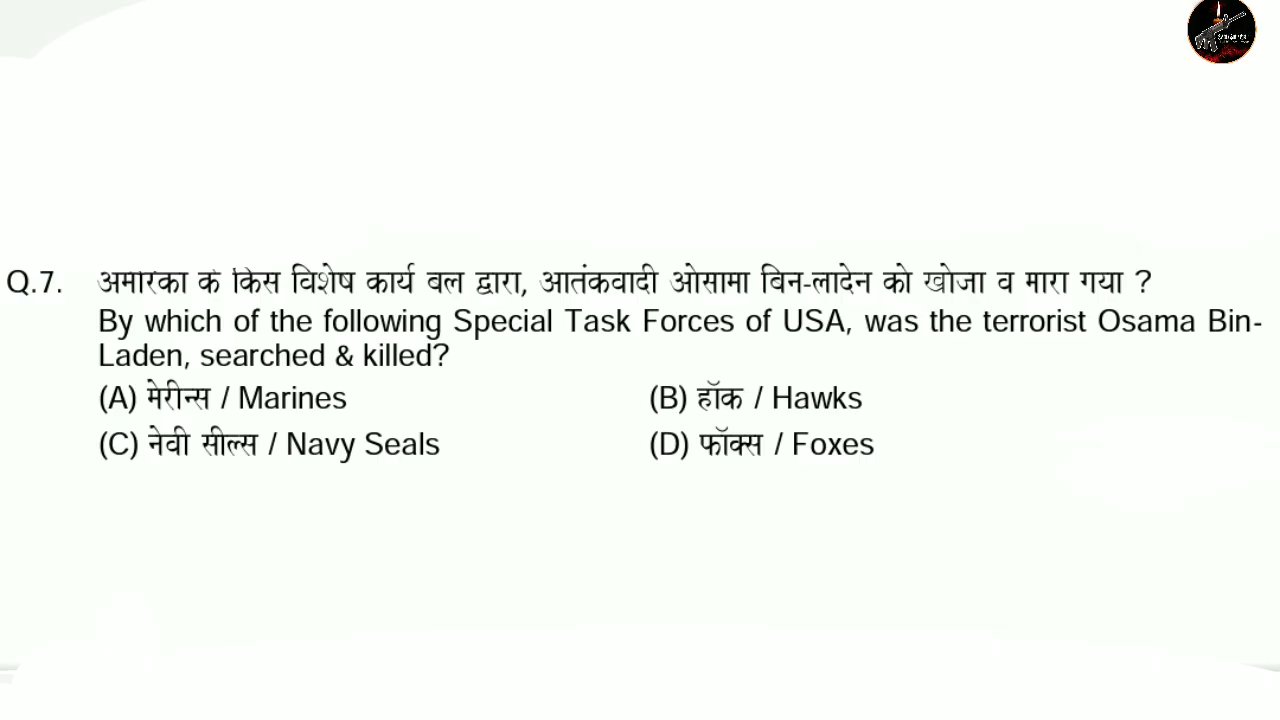 Q.7. अमारका क किस विशेष कार्य बल द्वारा, आतंकवादी ओसामा बिन-लादेन को खोजा व मारा गया ?
By which of the following Special Task Forces of USA, was the terrorist Osama Bin-
Laden, searched & killed?
(A) मेरीन्स / Marines (B) हॉक / Hawks
(C) नेवी सील्स / Navy Seals (D) फॉक्स / Foxes